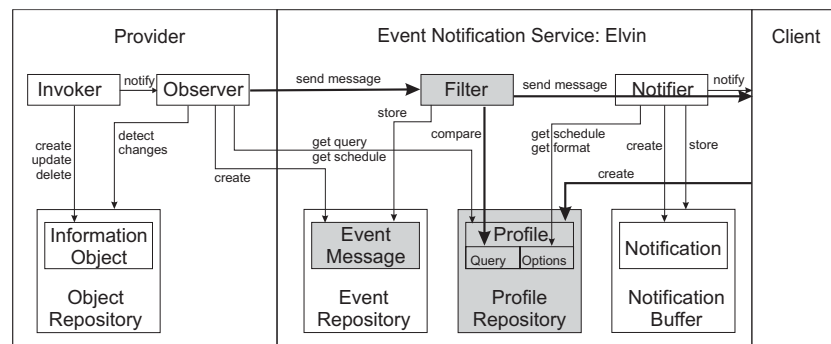 Provider
Event Notification Service: Elvin
Client
Invoker
notify
Observer
send message
Filter
send message
Notifier
notify
create
update
delete
detect
changes
create
get query
get schedule
store
compare
get schedule
get format
create
store
create
Information
Object
Object
Repository
Event
Message
Event
Repository
Profile
Query
Options
Profile
Repository
Notification
Notification
Buffer